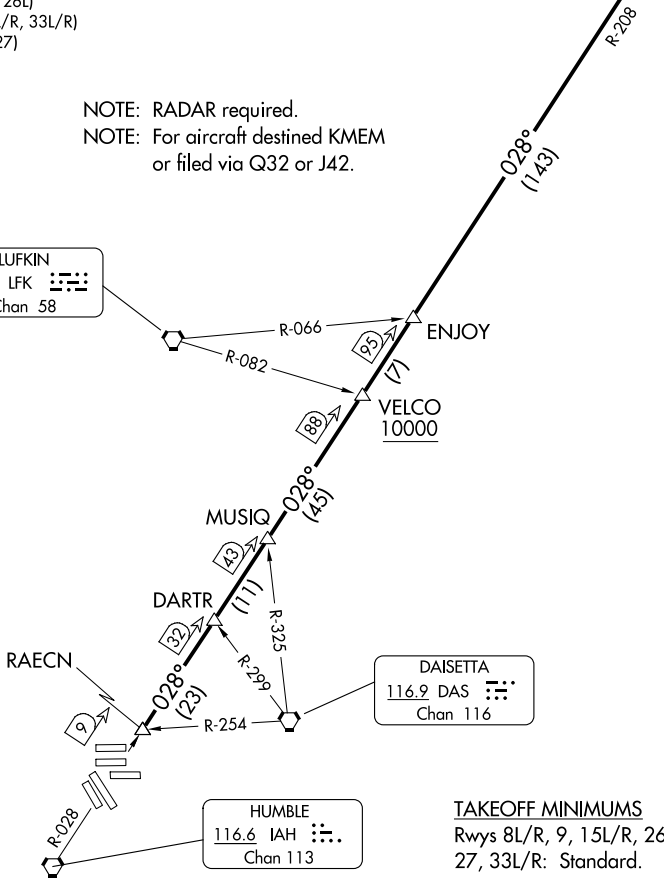 26L)
/R, 33L/R)
27)
R-208
NOTE: RADAR required.
NOTE: For aircraft destined KMEM
or filed via Q32 or J42.
028°
(143)
LUFKIN
LFK
Chan 58
R-066
R-082
95
ENJOY
(7)
VELCO
10000
88
028°
(45)
MUSIQ
43
(11)
DARTR
32
R-325
R-299
RAECN
028°
(23)
9
R-254
DAISETTA
116.9 DAS
Chan 116
R-028
HUMBLE
116.6 IAH
Chan 113
TAKEOFF MINIMUMS
Rwys 8L/R, 9, 15L/R, 26
27, 33L/R: Standard.